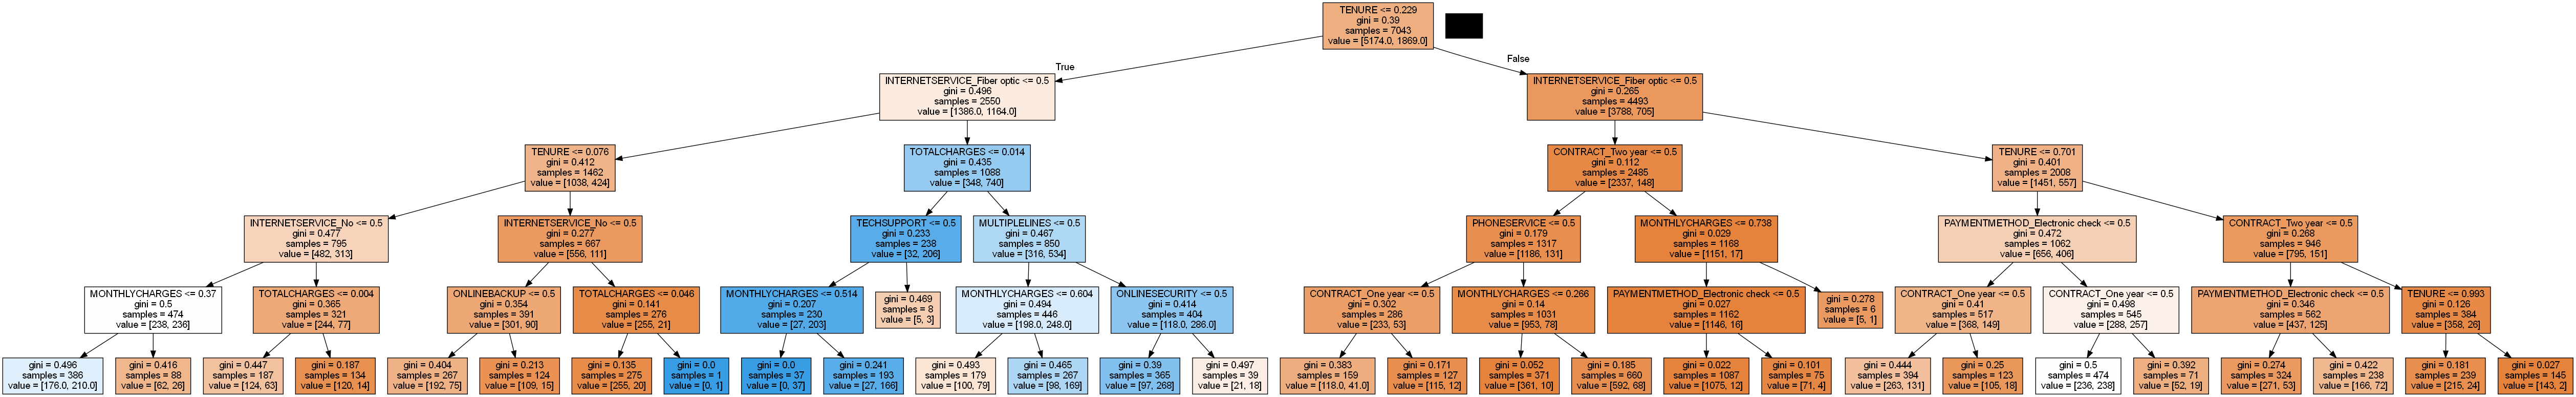 TENURE <= 0.229
gini = 0.39
samples = 7043
value = [5174.0, 1869.0]
True
False
INTERNETSERVICE_Fiber optic <= 0.5
gini = 0.496
samples = 2550
value = [1386.0, 1164.0]
INTERNETSERVICE_Fiber optic <= 0.5
gini = 0.265
samples = 4493
value = [3788, 705]
TENURE <= 0.076
gini = 0.412
samples = 1462
value = [1038, 424]
TOTALCHARGES <= 0.014
gini = 0.435
samples = 1088
value = [348, 740]
CONTRACT_Two year <= 0.5
gini = 0.112
samples = 2485
value = [2337, 148]
TENURE <= 0.701
gini = 0.401
samples = 2008
value = [1451, 557]
INTERNETSERVICE_No <= 0.5
gini = 0.477
samples = 795
value = [482, 313]
INTERNETSERVICE_No <= 0.5
gini = 0.277
samples = 667
value = [556, 111]
TECHSUPPORT <= 0.5
gini = 0.233
samples = 238
value = [32, 206]
MULTIPLELINES <= 0.5
gini = 0.467
samples = 850
value = [316, 534]
PHONESERVICE <= 0.5
gini = 0.179
samples = 1317
value = [1186, 131]
MONTHLYCHARGES <= 0.738
gini = 0.029
samples = 1168
value = [1151, 17]
PAYMENTMETHOD_Electronic check <= 0.5
gini = 0.472
samples = 1062
value = [656, 406]
CONTRACT_Two year <= 0.5
gini = 0.268
samples = 946
value = [795, 151]
MONTHLYCHARGES <= 0.37
gini = 0.5
samples = 474
value = [238, 236]
TOTALCHARGES <= 0.004
gini = 0.365
samples = 321
value = [244, 77]
ONLINEBACKUP <= 0.5
gini = 0.354
samples = 391
value = [301, 90]
TOTALCHARGES <= 0.046
gini = 0.141
samples = 276
value = [255, 21]
MONTHLYCHARGES <= 0.514
gini = 0.207
samples = 230
value = [27, 203]
gini = 0.469
samples = 8
value = [5, 3]
MONTHLYCHARGES <= 0.604
gini = 0.494
samples = 446
value = [198.0, 248.0]
ONLINESECURITY <= 0.5
gini = 0.414
samples = 404
value = [118.0, 286.0]
CONTRACT_One year <= 0.5
gini = 0.302
samples = 286
value = [233, 53]
MONTHLYCHARGES <= 0.266
gini = 0.14
samples = 1031
value = [953, 78]
PAYMENTMETHOD_Electronic check <= 0.5
gini = 0.027
samples = 1162
value = [1146, 16]
gini = 0.278
samples = 6
value = [5, 1]
CONTRACT_One year <= 0.5
gini = 0.41
samples = 517
value = [368, 149]
CONTRACT_One year <= 0.5
gini = 0.498
samples = 545
value = [288, 257]
PAYMENTMETHOD_Electronic check <= 0.5
gini = 0.346
samples = 562
value = [437, 125]
TENURE <= 0.993
gini = 0.126
samples = 384
value = [358, 26]
gini = 0.496
samples = 386
value = [176.0, 210.0]
gini = 0.416
samples = 88
value = [62, 26]
gini = 0.447
samples = 187
value = [124, 63]
gini = 0.187
samples = 134
value = [120, 14]
gini = 0.404
samples = 267
value = [192, 75]
gini = 0.213
samples = 124
value = [109, 15]
gini = 0.135
samples = 275
value = [255, 20]
gini = 0.0
samples = 1
value = [0, 1]
gini = 0.0
samples = 37
value = [0, 37]
gini = 0.241
samples = 193
value = [27, 166]
gini = 0.493
samples = 179
value = [100, 79]
gini = 0.465
samples = 267
value = [98, 169]
gini = 0.39
samples = 365
value = [97, 268]
gini = 0.497
samples = 39
value = [21, 18]
gini = 0.383
samples = 159
value = [118.0, 41.0]
gini = 0.171
samples = 127
value = [115, 12]
gini = 0.052
samples = 371
value = [361, 10]
gini = 0.185
samples = 660
value = [592, 68]
gini = 0.022
samples = 1087
value = [1075, 12]
gini = 0.101
samples = 75
value = [71, 4]
gini = 0.444
samples = 394
value = [263, 131]
gini = 0.25
samples = 123
value = [105, 18]
gini = 0.5
samples = 474
value = [236, 238]
gini = 0.392
samples = 71
value = [52, 19]
gini = 0.274
samples = 324
value = [271, 53]
gini = 0.422
samples = 238
value = [166, 72]
gini = 0.181
samples = 239
value = [215, 24]
gini = 0.027
samples = 145
value = [143, 2]